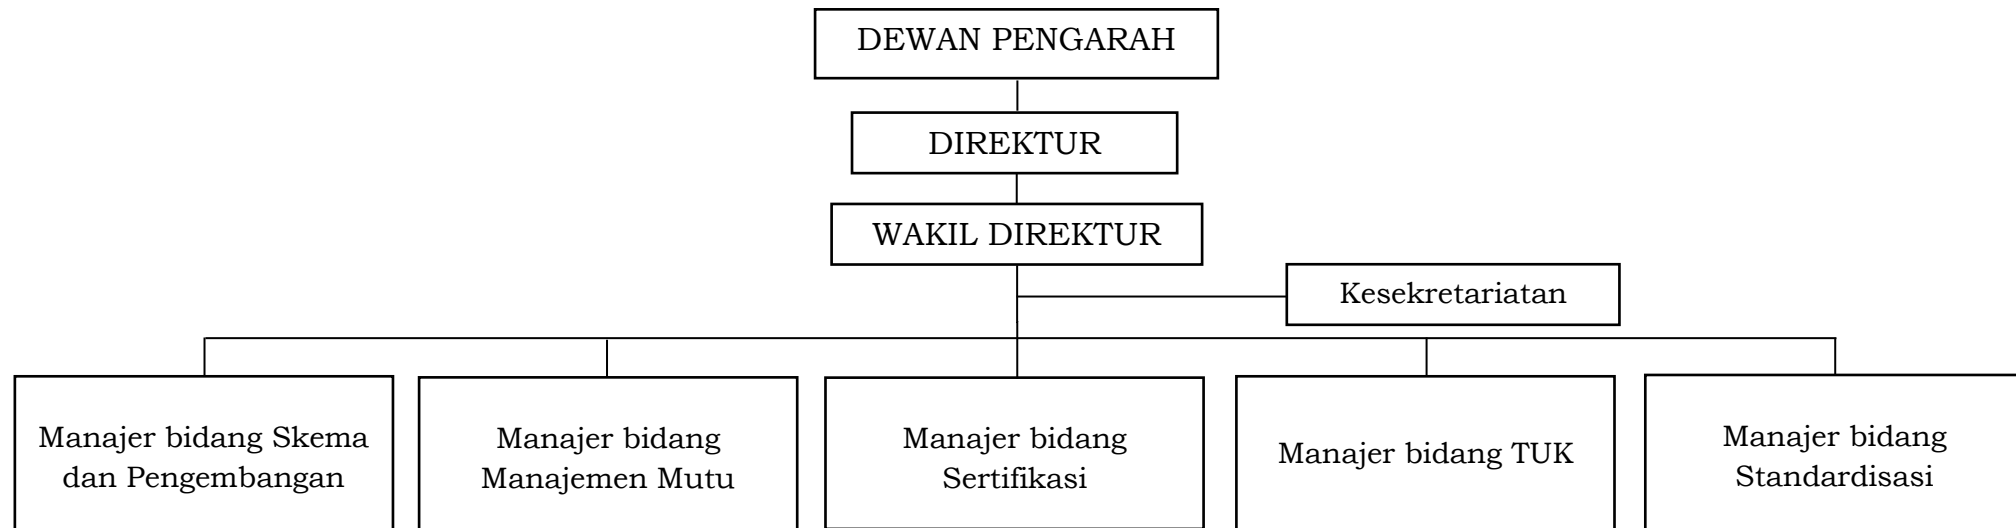 DEWAN PENGARAH
DIREKTUR
WAKIL DIREKTUR
Kesekretariatan
Manajer bidang Skema
dan Pengembangan
Manajer bidang
Manajemen Mutu
Manajer bidang
Sertifikasi
Manajer bidang TUK
Manajer bidang
Standardisasi